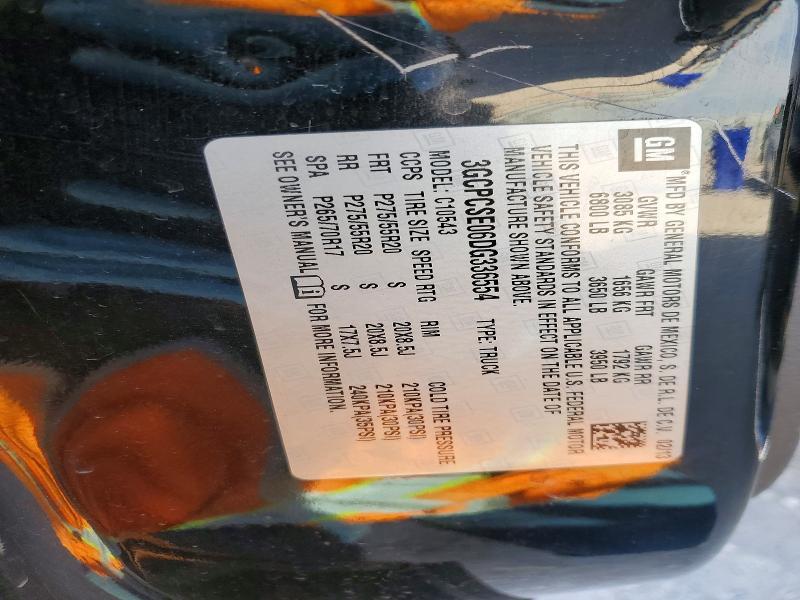 GM
®MFD BY GENERAL MOTORS DE MEXICO, S. DE R.L. DE C.V. 02/13
GVWR GAWR FRT GAWR RR
3085 KG 1656 KG 1792 KG
6800 LB 3650 LB 3950 LB
THIS VEHICLE CONFORMS TO ALL APPLICABLE U.S. FEDERAL MOTOR
VEHICLE SAFETY STANDARDS IN EFFECT ON THE DATE OF
MANUFACTURE SHOWN ABOVE.
3GCPCSE06DG336554 TYPE: TRUCK
MODEL: C10543
CCPS TIRE SIZE SPEED RTG RIM COLD TIRE PRESSURE
FRT P275/55R20 S 20X8.5J 210KPA(30PSI)
RR P275/55R20 S 20X8.5J 210KPA(30PSI)
SPA P265/70R17 S 17X7.5J 240KPA(35PSI)
SEE OWNER'S MANUAL FOR MORE INFORMATION.